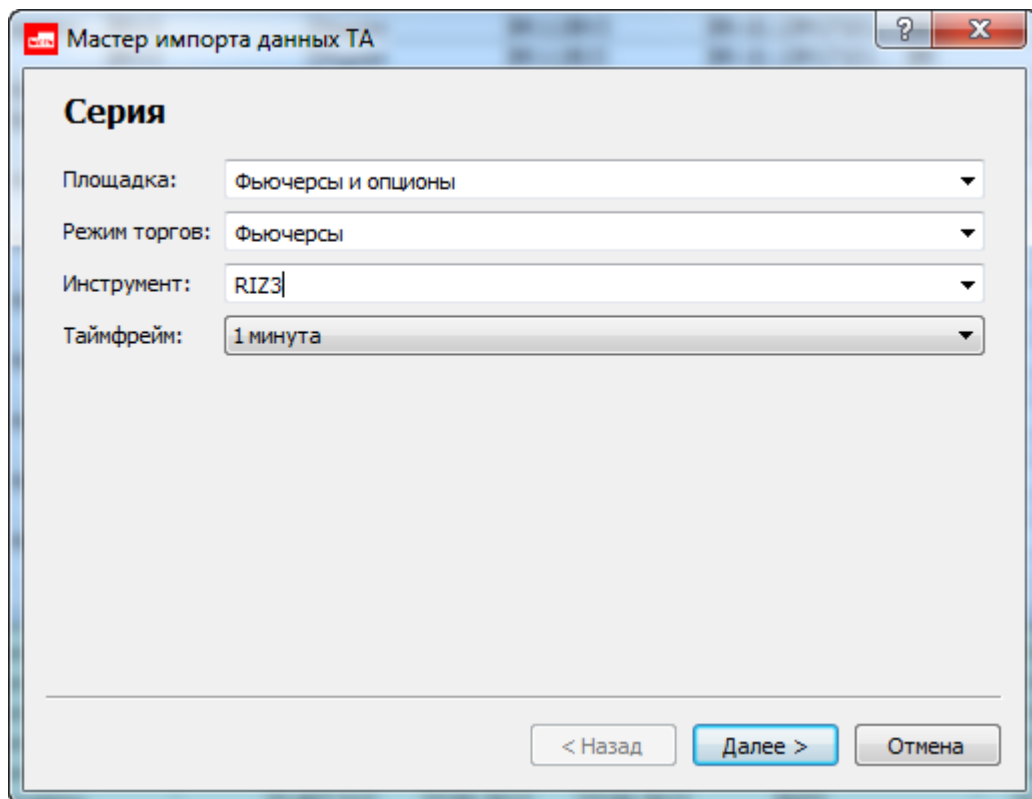 Мастер импорта данных ТА
?
X
Серия
Площадка: Фьючерсы и опционы
Режим торгов: Фьючерсы
Инструмент: RIZ3
Таймфрейм: 1 минута
< Назад Далее > Отмена